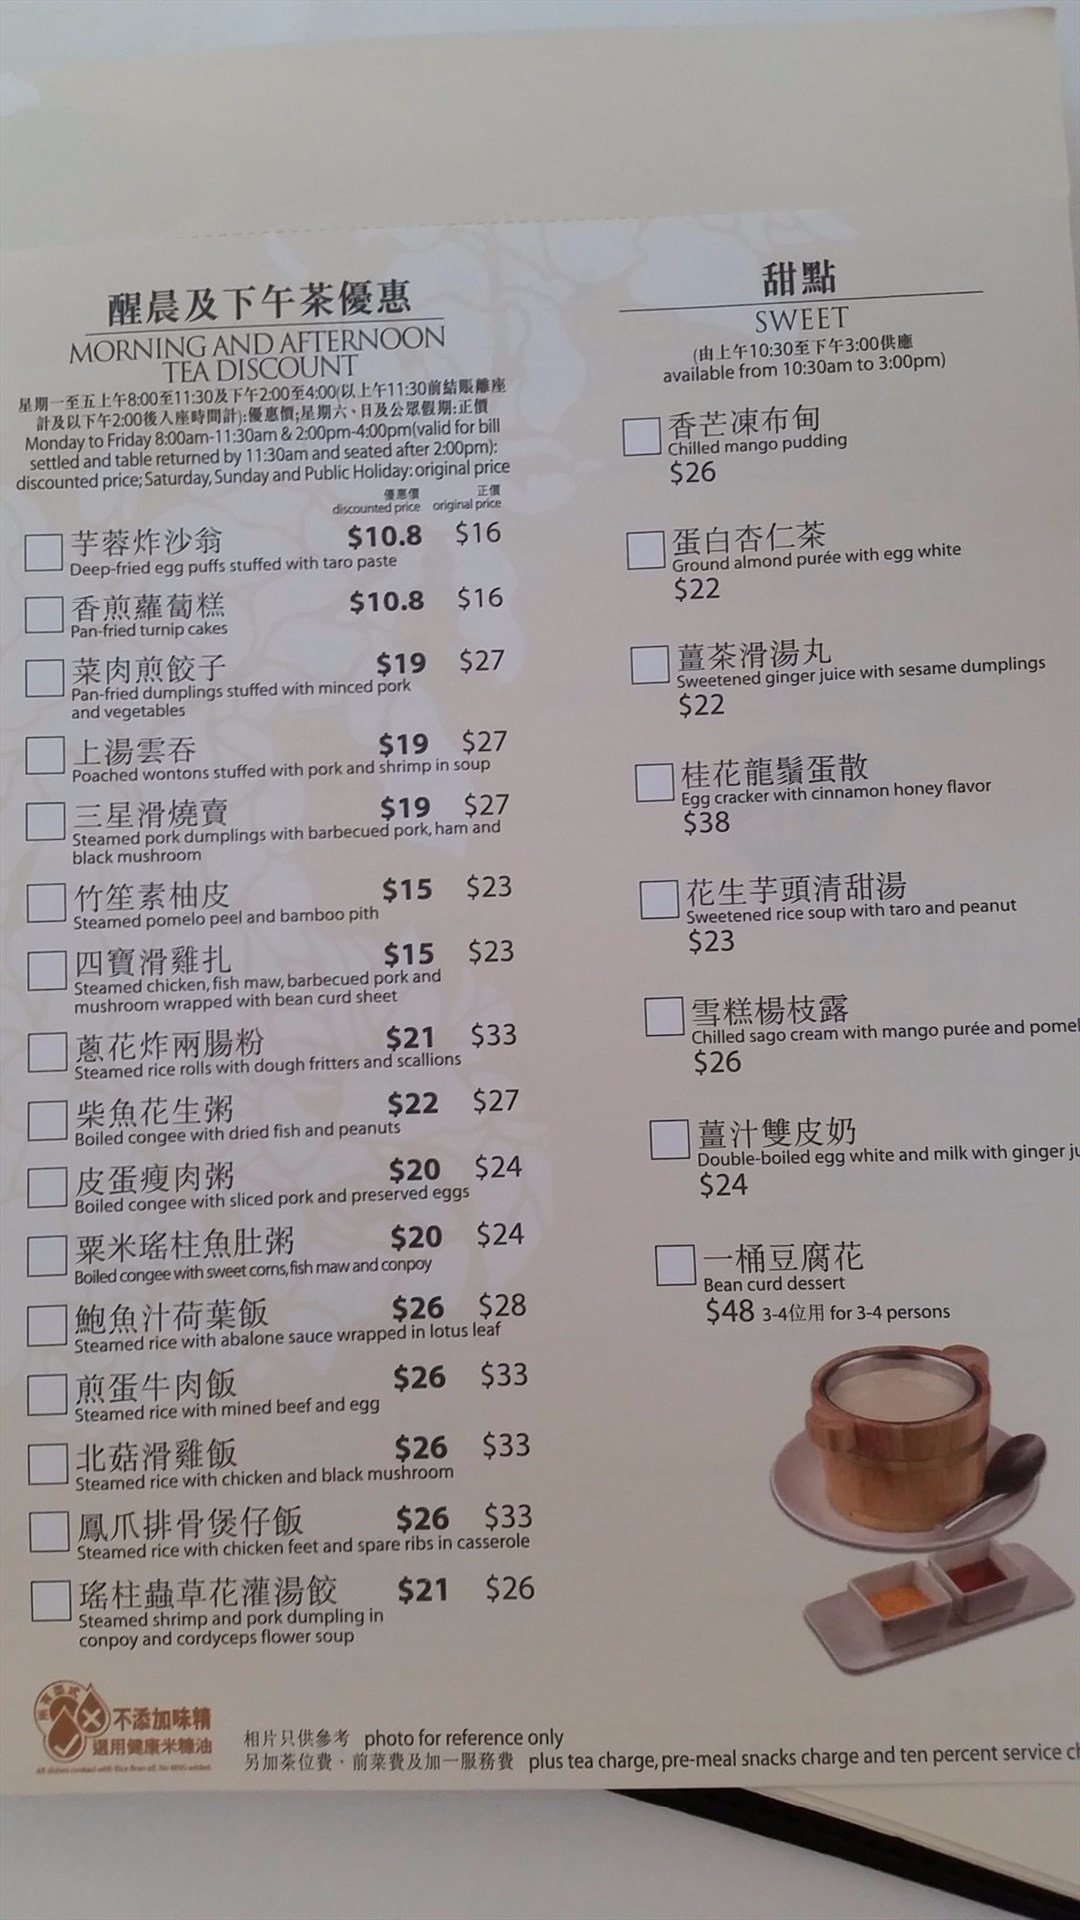 醒晨及下午茶優惠
MORNING AND AFTERNOON
TEA DISCOUNT
星期一至五上午8:00至11:30及下午2:00至4:00(以上午11:30前結賬離座
計及以下午2:00後入座時間計):優惠價;星期六、日及公眾假期:正價
Monday to Friday 8:00am-11:30am & 2:00pm-4:00pm(valid for bill
settled and table returned by 11:30am and seated after 2:00pm):
discounted price; Saturday, Sunday and Public Holiday: original price
優惠價 正價
discounted price original price
芋蓉炸沙翁 $10.8 $16
Deep-fried egg puffs stuffed with taro paste
香煎蘿蔔糕 $10.8 $16
Pan-fried turnip cakes
菜肉煎餃子 $19 $27
Pan-fried dumplings stuffed with minced pork
and vegetables
上湯雲吞 $19 $27
Poached wontons stuffed with pork and shrimp in soup
三星滑燒賣 $19 $27
Steamed pork dumplings with barbecued pork, ham and
black mushroom
竹笙素柚皮 $15 $23
Steamed pomelo peel and bamboo pith
四寶滑雞扎 $15 $23
Steamed chicken, fish maw, barbecued pork and
mushroom wrapped with bean curd sheet
蔥花炸兩腸粉 $21 $33
Steamed rice rolls with dough fritters and scallions
柴魚花生粥 $22 $27
Boiled congee with dried fish and peanuts
皮蛋瘦肉粥 $20 $24
Boiled congee with sliced pork and preserved eggs
粟米瑤柱魚肚粥 $20 $24
Boiled congee with sweet corns, fish maw and conpoy
鮑魚汁荷葉飯 $26 $28
Steamed rice with abalone sauce wrapped in lotus leaf
煎蛋牛肉飯 $26 $33
Steamed rice with mined beef and egg
北菇滑雞飯 $26 $33
Steamed rice with chicken and black mushroom
鳳爪排骨煲仔飯 $26 $33
Steamed rice with chicken feet and spare ribs in casserole
瑤柱蟲草花灌湯餃 $21 $26
Steamed shrimp and pork dumpling in
conpoy and cordyceps flower soup
甜點
SWEET
(由上午10:30至下午3:00供應
available from 10:30am to 3:00pm)
香芒凍布甸
Chilled mango pudding
$26
蛋白杏仁茶
Ground almond purée with egg white
$22
薑茶滑湯丸
Sweetened ginger juice with sesame dumplings
$22
桂花龍鬚蛋散
Egg cracker with cinnamon honey flavor
$38
花生芋頭清甜湯
Sweetened rice soup with taro and peanut
$23
雪糕楊枝露
Chilled sago cream with mango purée and pomel
$26
薑汁雙皮奶
Double-boiled egg white and milk with ginger ju
$24
一桶豆腐花
Bean curd dessert
$48 3-4位用 for 3-4 persons
不添加味精
選用健康米糠油
All dishes cooked with Rice Bran oil, No MSG added
相片只供參考 photo for reference only
另加茶位費、前菜費及加一服務費 plus tea charge, pre-meal snacks charge and ten percent service ch